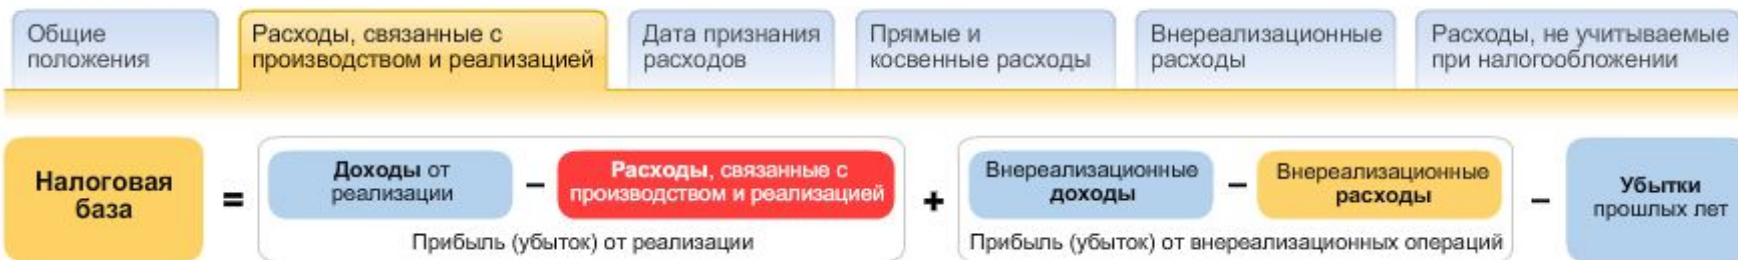 Общие
положения
Расходы, связанные с
производством и реализацией
Дата признания
расходов
Прямые и
косвенные расходы
Внереализационные
расходы
Расходы, не учитываемые
при налогообложении
Налоговая
база
=
Доходы от
реализации
–
Расходы, связанные с
производством и реализацией
Прибыль (убыток) от реализации
+
Внереализационные
доходы
–
Внереализационные
расходы
Прибыль (убыток) от внереализационных операций
–
Убытки
прошлых лет